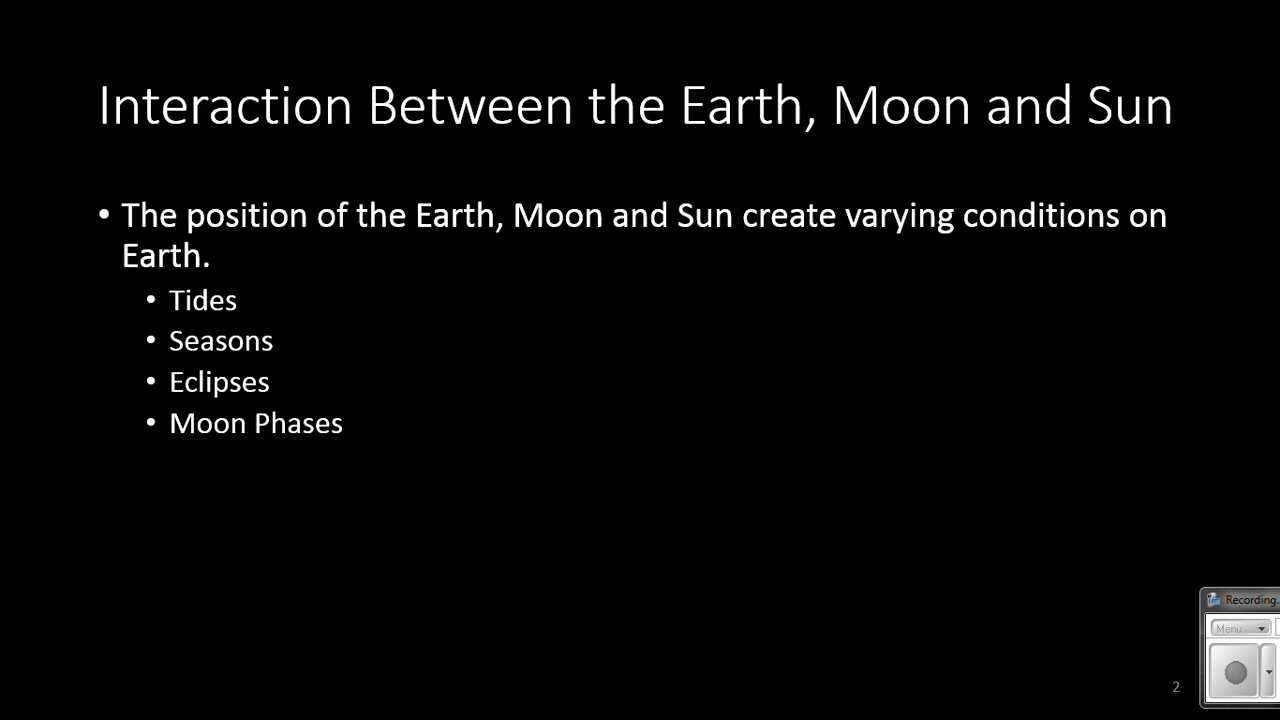 Interaction Between the Earth, Moon and Sun
• The position of the Earth, Moon and Sun create varying conditions on
Earth.
• Tides
• Seasons
• Eclipses
• Moon Phases
Recording.
Menu
2